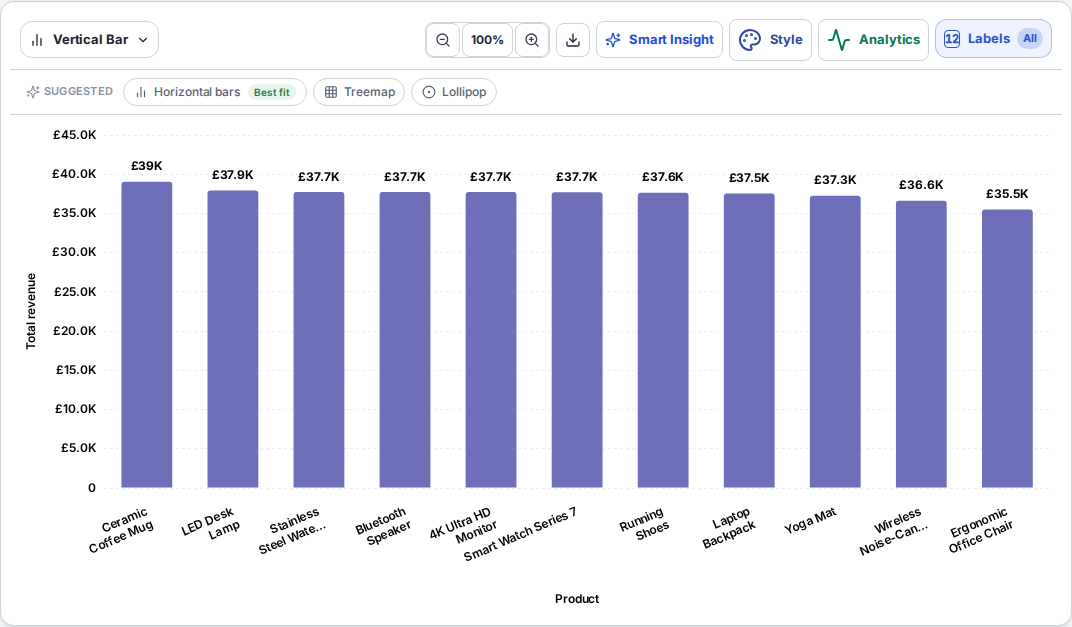 Vertical Bar
100%
Smart Insight
Style
Analytics
12 Labels All
SUGGESTED
Horizontal bars Best fit
Treemap
Lollipop
£45.0K
£40.0K
£35.0K
£30.0K
£25.0K
£20.0K
£15.0K
£10.0K
£5.0K
0
Total revenue
£39K
£37.9K
£37.7K
£37.7K
£37.7K
£37.7K
£37.6K
£37.5K
£37.3K
£36.6K
£35.5K
Ceramic
Coffee Mug
LED Desk
Lamp
Stainless
Steel Wate...
Bluetooth
Speaker
4K Ultra HD
Monitor
Smart Watch Series 7
Running
Shoes
Laptop
Backpack
Yoga Mat
Wireless
Noise-Can...
Ergonomic
Office Chair
Product